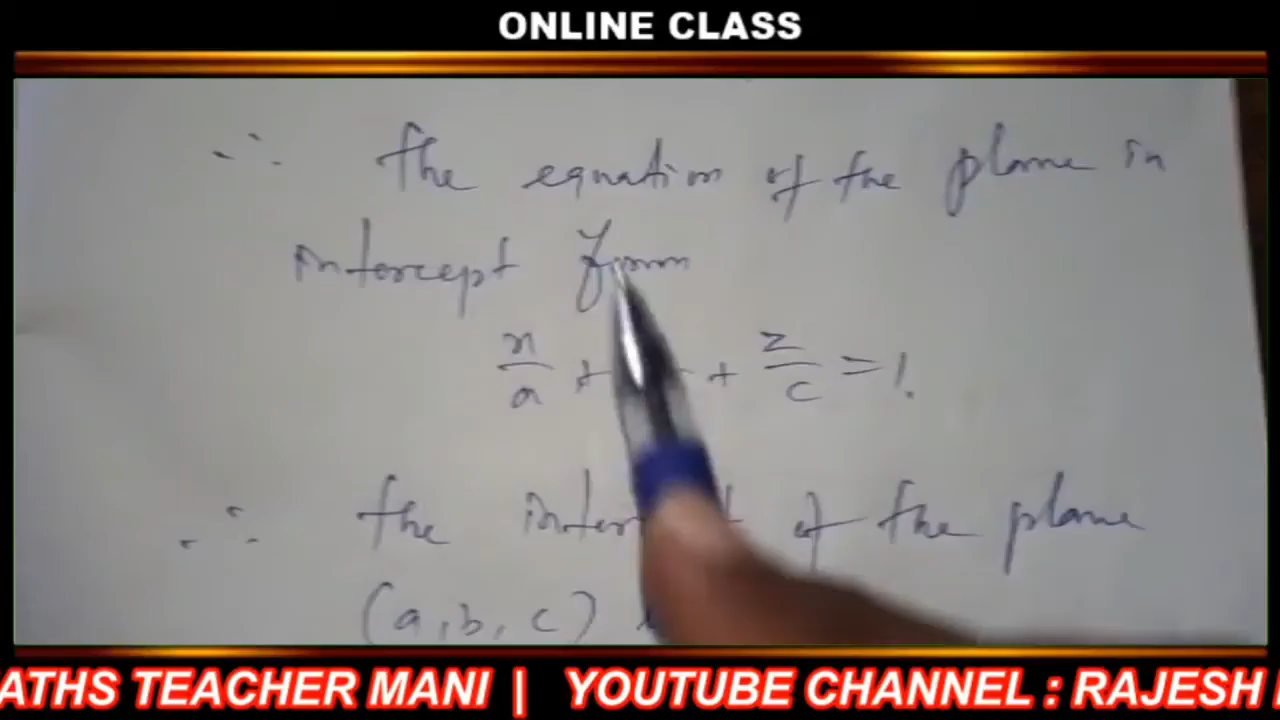 ONLINE CLASS
∴ The equation of the plane in
intercept form
x/a + + z/c = 1.
∴ the of the plane
(a, b, c)
ATHS TEACHER MANI | YOUTUBE CHANNEL : RAJESH